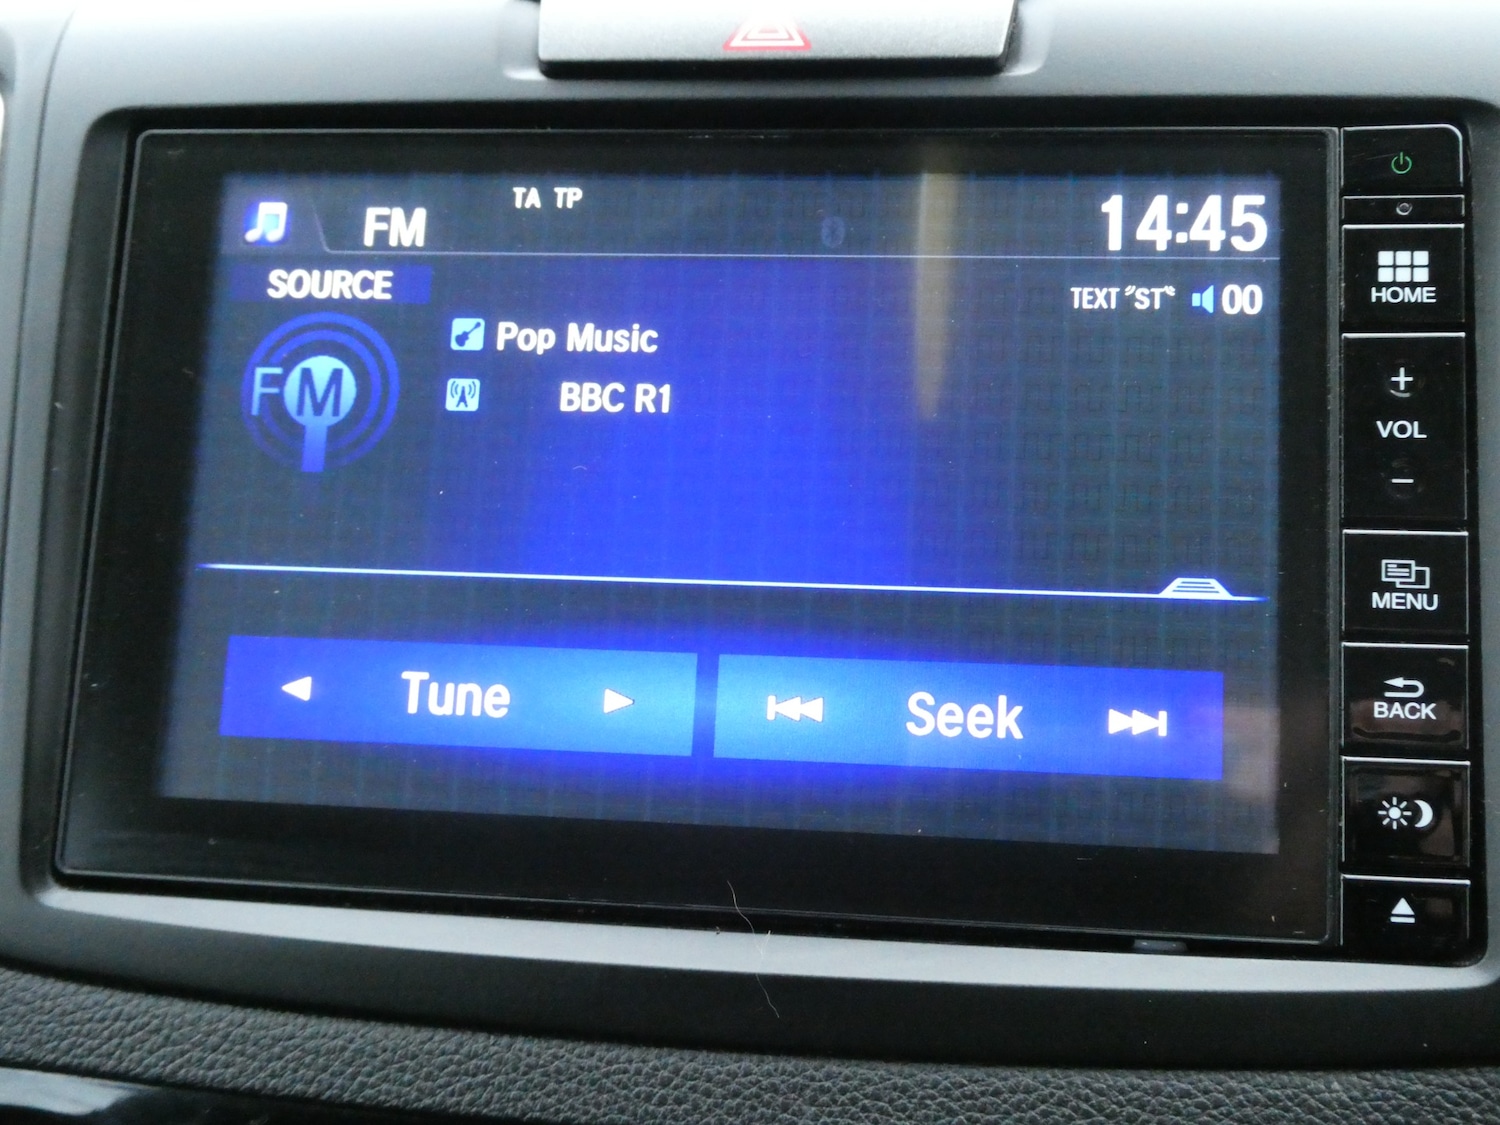 TA TP
FM
14:45
SOURCE
TEXT "ST" 00
FM
Pop Music
BBC R1
Tune
Seek
HOME
+
VOL
−
MENU
BACK